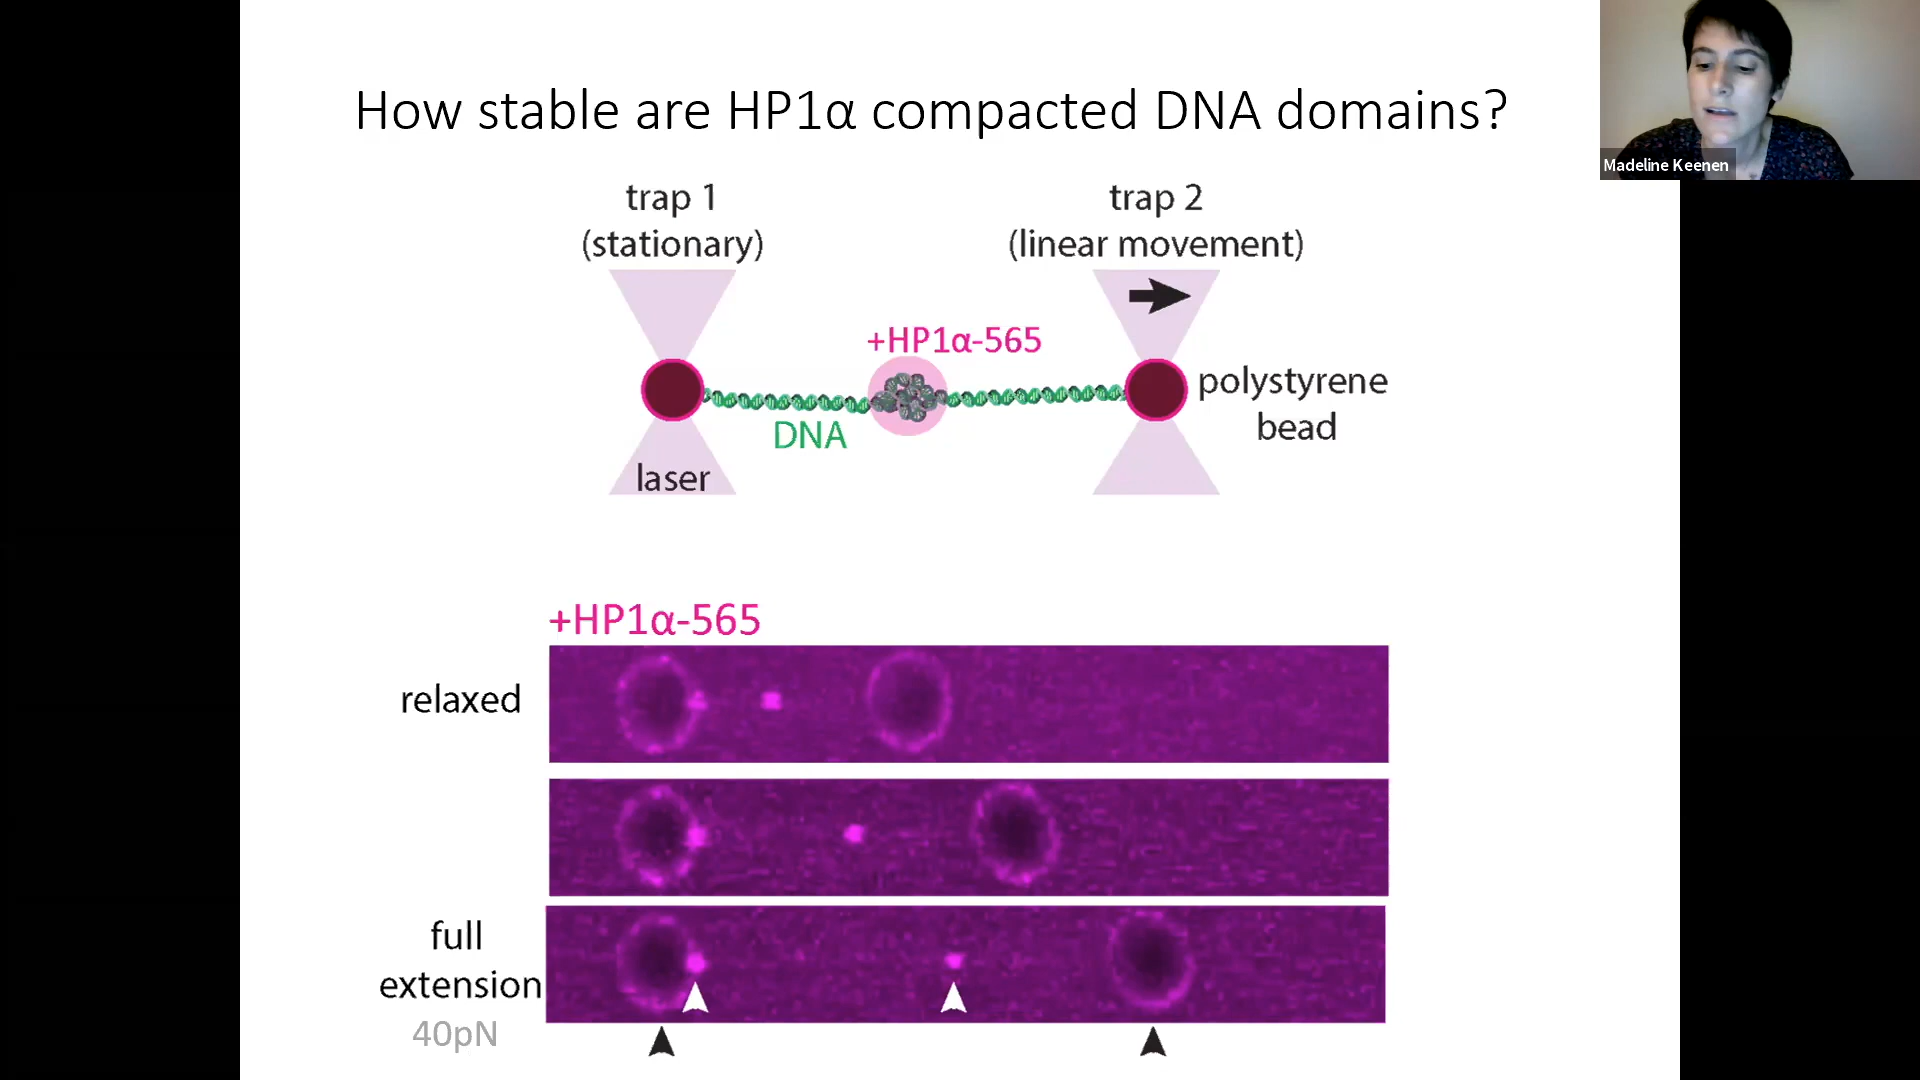 How stable are HP1α compacted DNA domains?
Madeline Keenen
trap 1
(stationary)
trap 2
(linear movement)
+HP1α-565
polystyrene
bead
DNA
laser
+HP1α-565
relaxed
full
extension
40pN